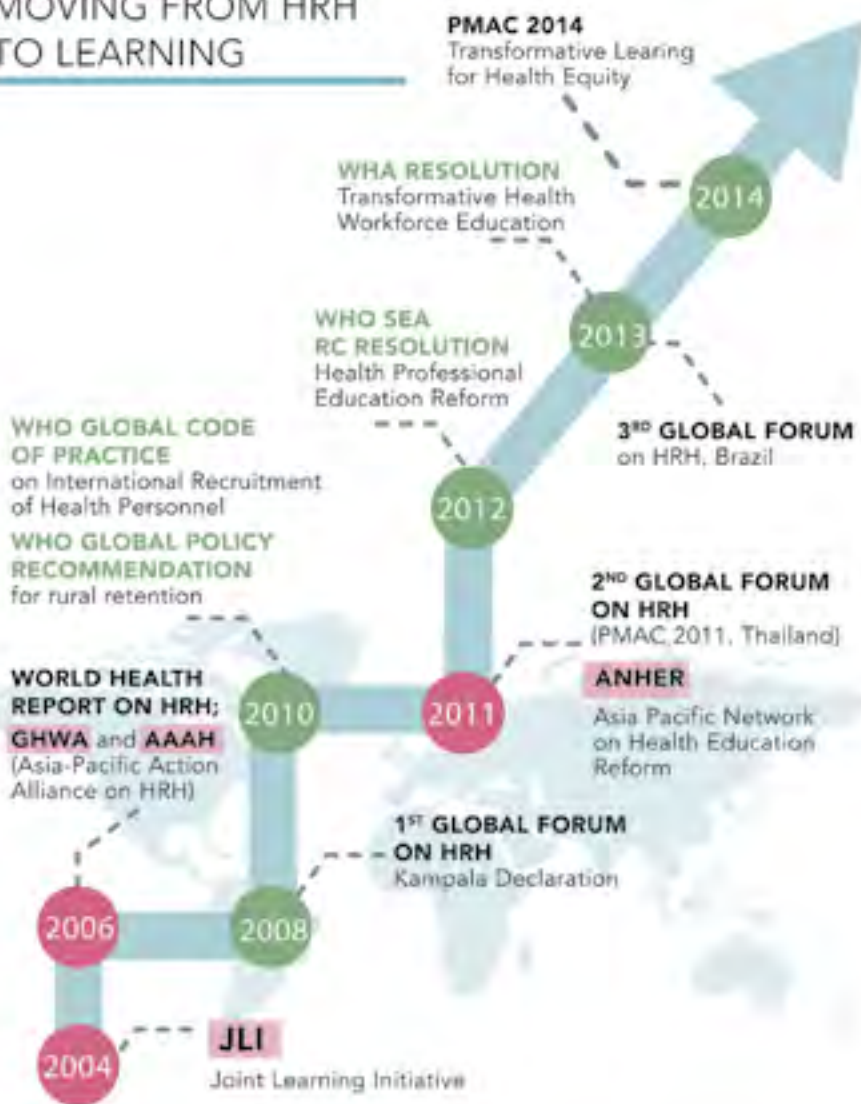 MOVING FROM HRH
TO LEARNING
PMAC 2014
Transformative Learing
for Health Equity
2014
WHA RESOLUTION
Transformative Health
Workforce Education
2013
WHO SEA
RC RESOLUTION
Health Professional
Education Reform
3RD GLOBAL FORUM
on HRH, Brazil
2012
WHO GLOBAL CODE
OF PRACTICE
on International Recruitment
of Health Personnel
WHO GLOBAL POLICY
RECOMMENDATION
for rural retention
2ND GLOBAL FORUM
ON HRH
(PMAC 2011, Thailand)
ANHER
Asia Pacific Network
on Health Education
Reform
2010
2011
WORLD HEALTH
REPORT ON HRH;
GHWA and AAAH
(Asia-Pacific Action
Alliance on HRH)
1ST GLOBAL FORUM
ON HRH
Kampala Declaration
2006
2008
2004
JLI
Joint Learning Initiative